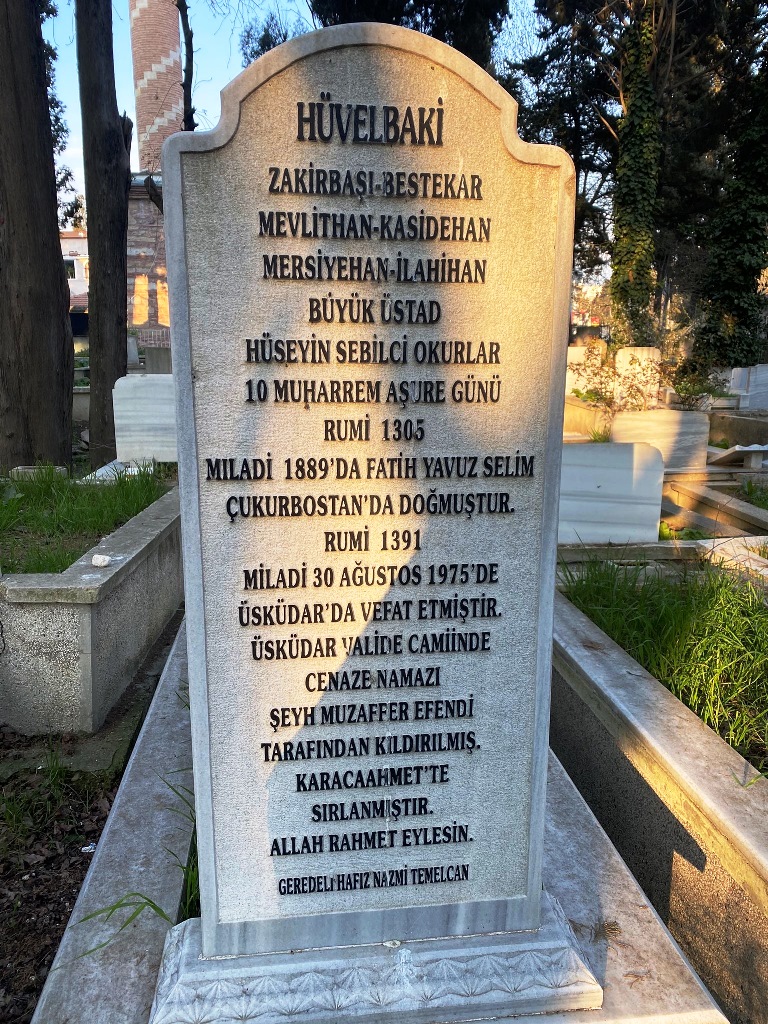 HÜVELBAKİ
ZAKİRBAŞI-BESTEKAR
MEVLİTHAN-KASİDEHAN
MERSİYEHAN-İLAHİHAN
BÜYÜK ÜSTAD
HÜSEYİN SEBİLCİ OKURLAR
10 MUHARREM AŞURE GÜNÜ
RUMİ 1305
MİLADİ 1889'DA FATİH YAVUZ SELİM
ÇUKURBOSTAN'DA DOĞMUŞTUR.
RUMİ 1391
MİLADİ 30 AĞUSTOS 1975'DE
ÜSKÜDAR'DA VEFAT ETMİŞTİR.
ÜSKÜDAR VALİDE CAMİİNDE
CENAZE NAMAZI
ŞEYH MUZAFFER EFENDİ
TARAFINDAN KILDIRILMIŞ.
KARACAAHMET'TE
SIRLANMIŞTIR.
ALLAH RAHMET EYLESİN.
GEREDELİ HAFIZ NAZMİ TEMELCAN